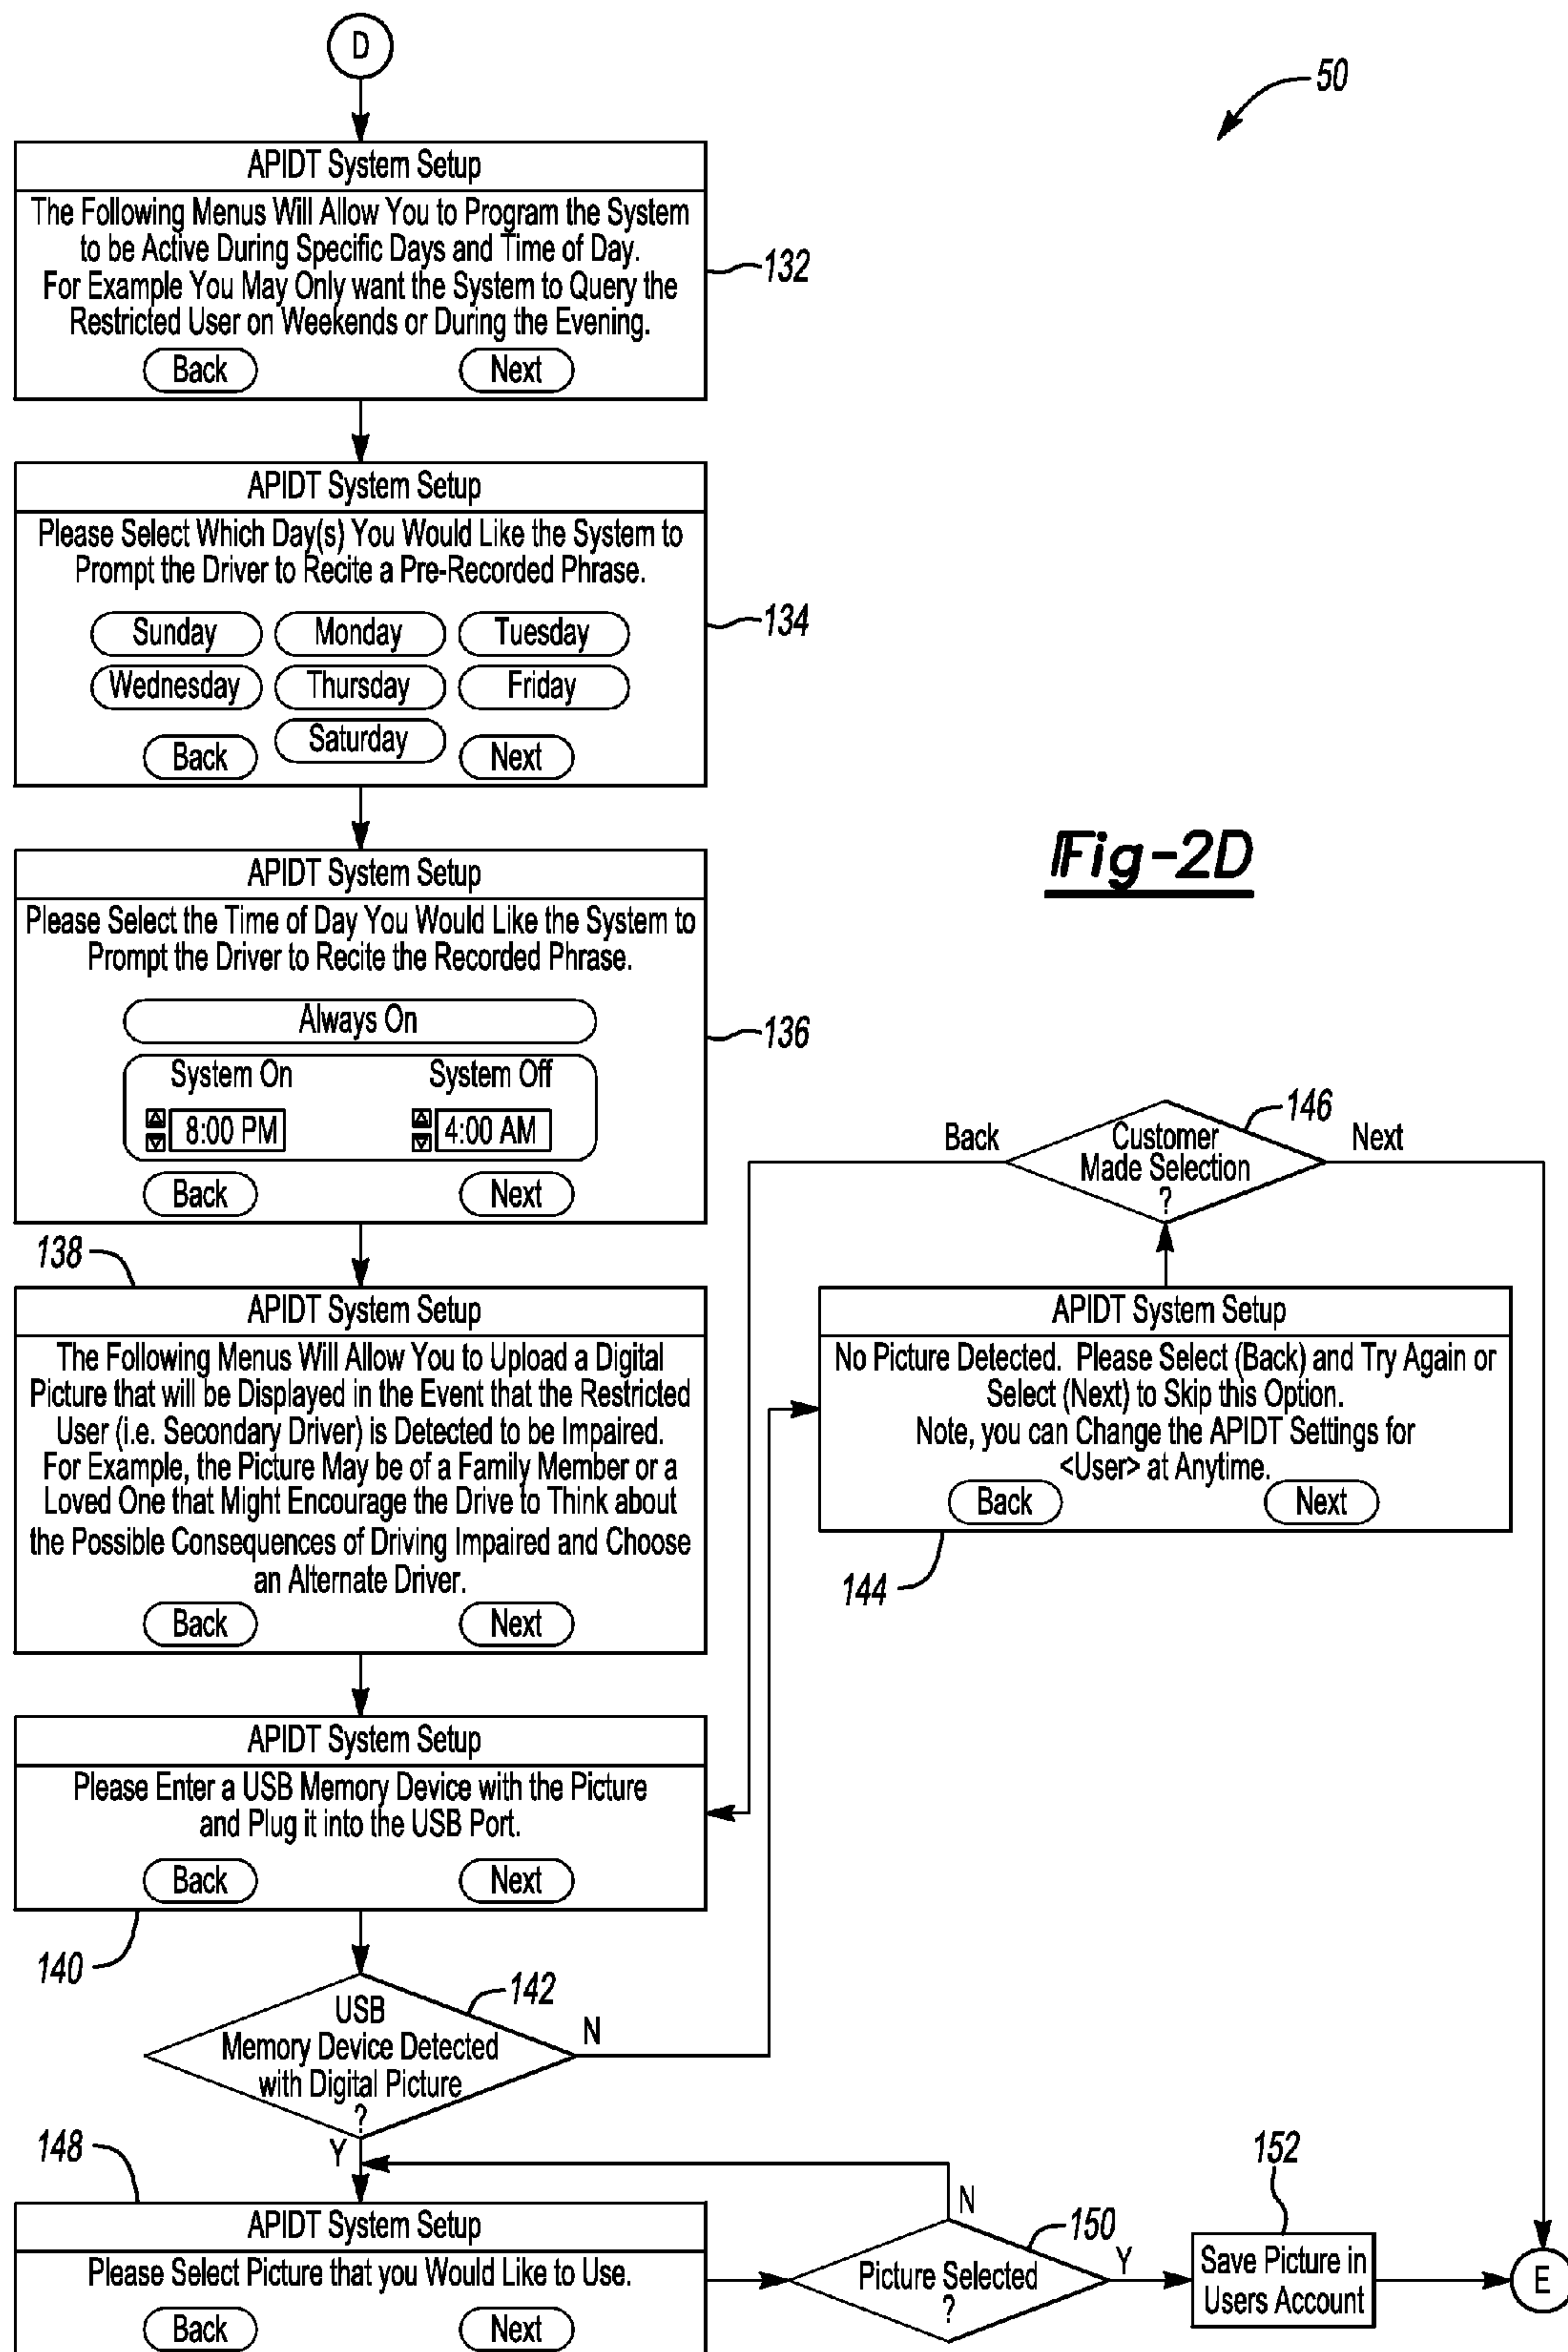 D
50
APIDT System Setup
The Following Menus Will Allow You to Program the System
to be Active During Specific Days and Time of Day.
For Example You May Only want the System to Query the
Restricted User on Weekends or During the Evening.
Back Next
132
APIDT System Setup
Please Select Which Day(s) You Would Like the System to
Prompt the Driver to Recite a Pre-Recorded Phrase.
Sunday Monday Tuesday
Wednesday Thursday Friday
Saturday
Back Next
134
Fig-2D
APIDT System Setup
Please Select the Time of Day You Would Like the System to
Prompt the Driver to Recite the Recorded Phrase.
Always On
System On System Off
8:00 PM 4:00 AM
Back Next
136
138
APIDT System Setup
The Following Menus Will Allow You to Upload a Digital
Picture that will be Displayed in the Event that the Restricted
User (i.e. Secondary Driver) is Detected to be Impaired.
For Example, the Picture May be of a Family Member or a
Loved One that Might Encourage the Drive to Think about
the Possible Consequences of Driving Impaired and Choose
an Alternate Driver.
Back Next
146
Back
Customer
Made Selection
?
Next
APIDT System Setup
No Picture Detected. Please Select (Back) and Try Again or
Select (Next) to Skip this Option.
Note, you can Change the APIDT Settings for
<User> at Anytime.
Back Next
144
APIDT System Setup
Please Enter a USB Memory Device with the Picture
and Plug it into the USB Port.
Back Next
140
142
USB
Memory Device Detected
with Digital Picture
?
N
Y
148
APIDT System Setup
Please Select Picture that you Would Like to Use.
Back Next
N
150
Picture Selected
?
Y
152
Save Picture in
Users Account
E